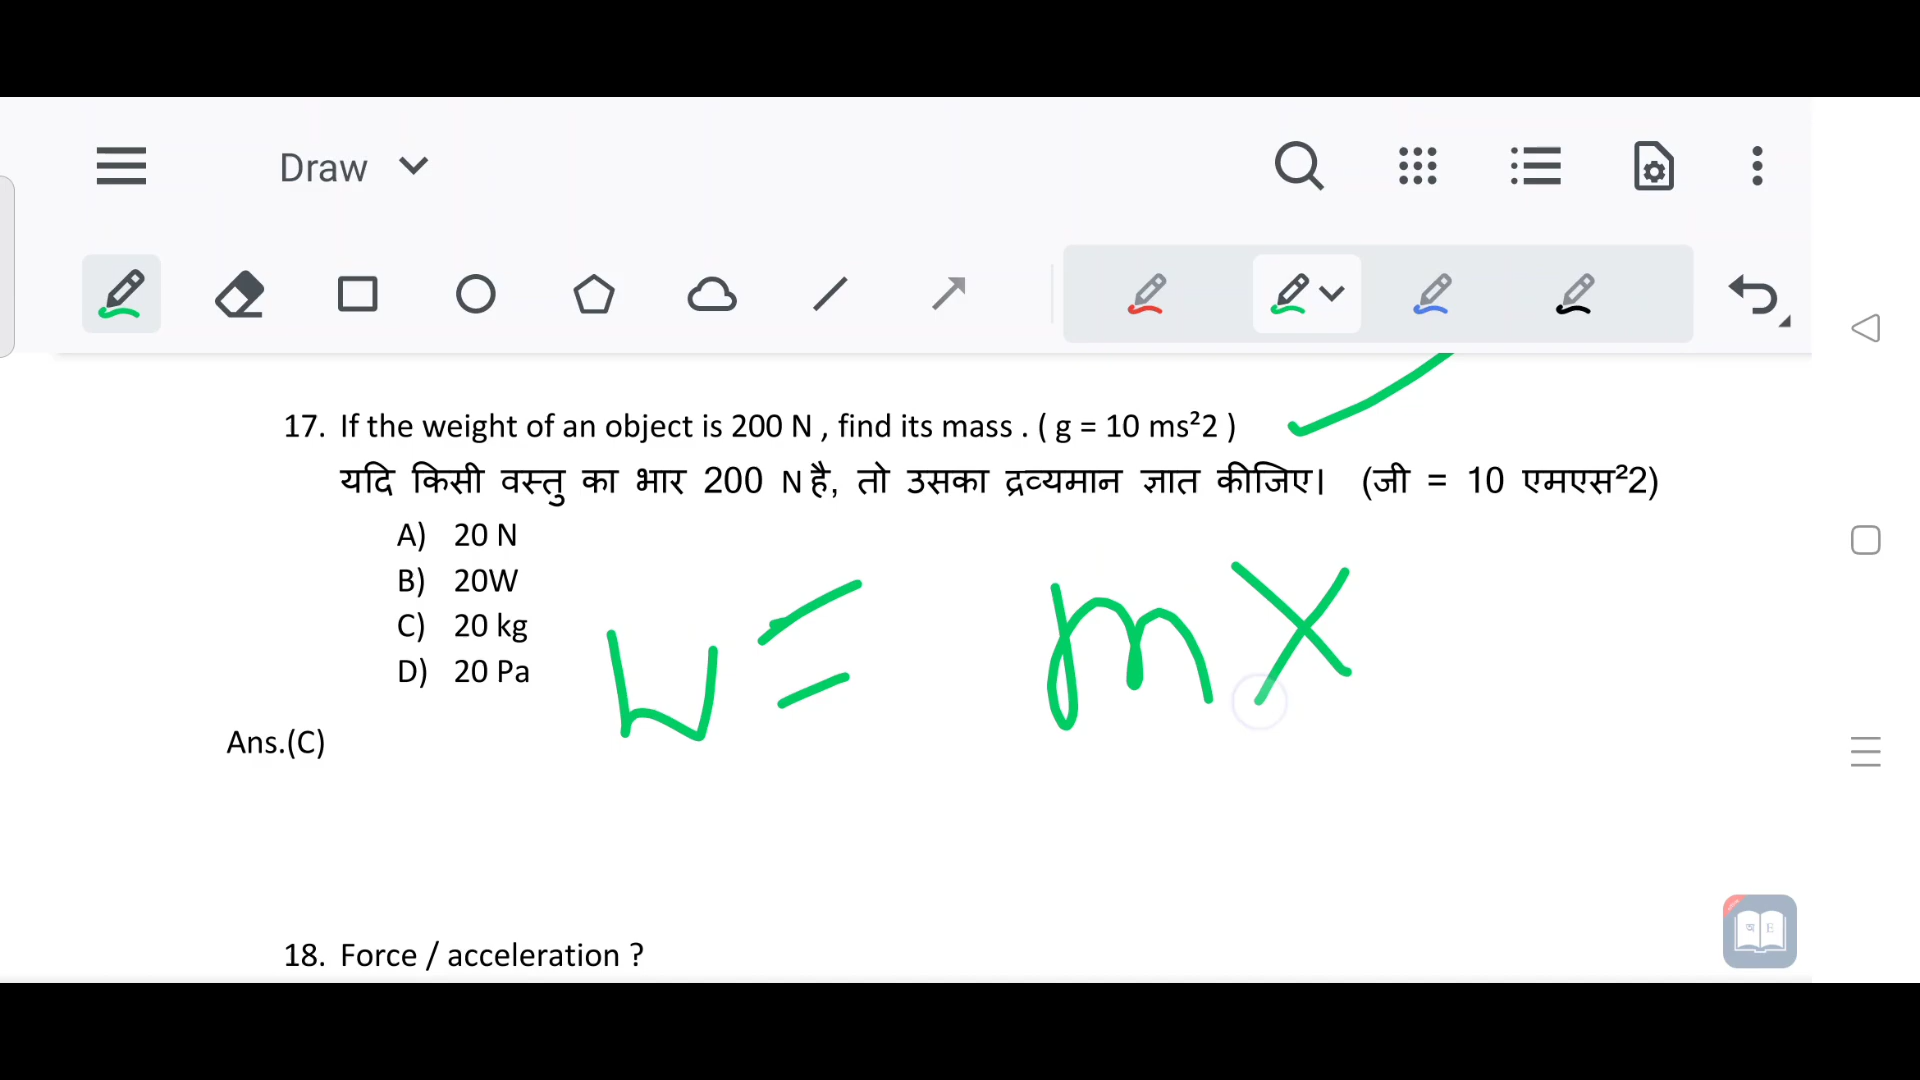 Draw
17. If the weight of an object is 200 N , find its mass . ( g = 10 ms²2 )
यदि किसी वस्तु का भार 200 N है, तो उसका द्रव्यमान ज्ञात कीजिए। (जी = 10 एमएस²2)
A) 20 N
B) 20W
C) 20 kg
D) 20 Pa
W = m X
Ans.(C)
18. Force / acceleration ?